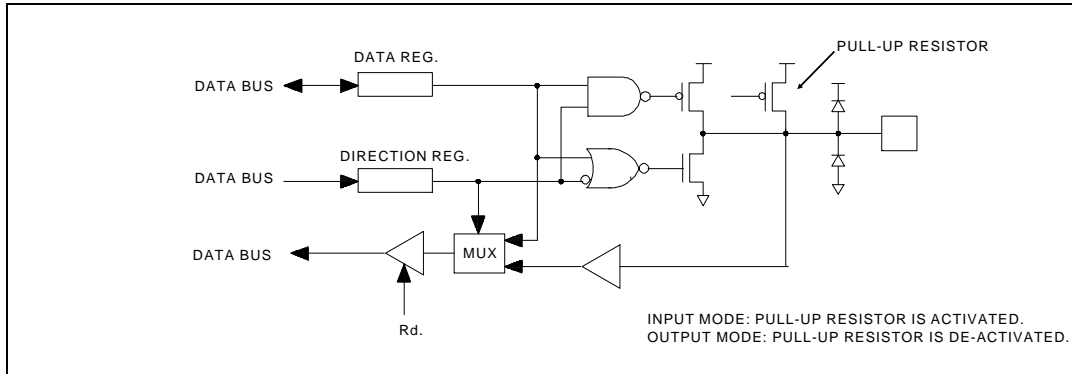 PULL-UP RESISTOR
DATA REG.
DATA BUS
DIRECTION REG.
DATA BUS
DATA BUS
MUX
Rd.
INPUT MODE: PULL-UP RESISTOR IS ACTIVATED.
OUTPUT MODE: PULL-UP RESISTOR IS DE-ACTIVATED.